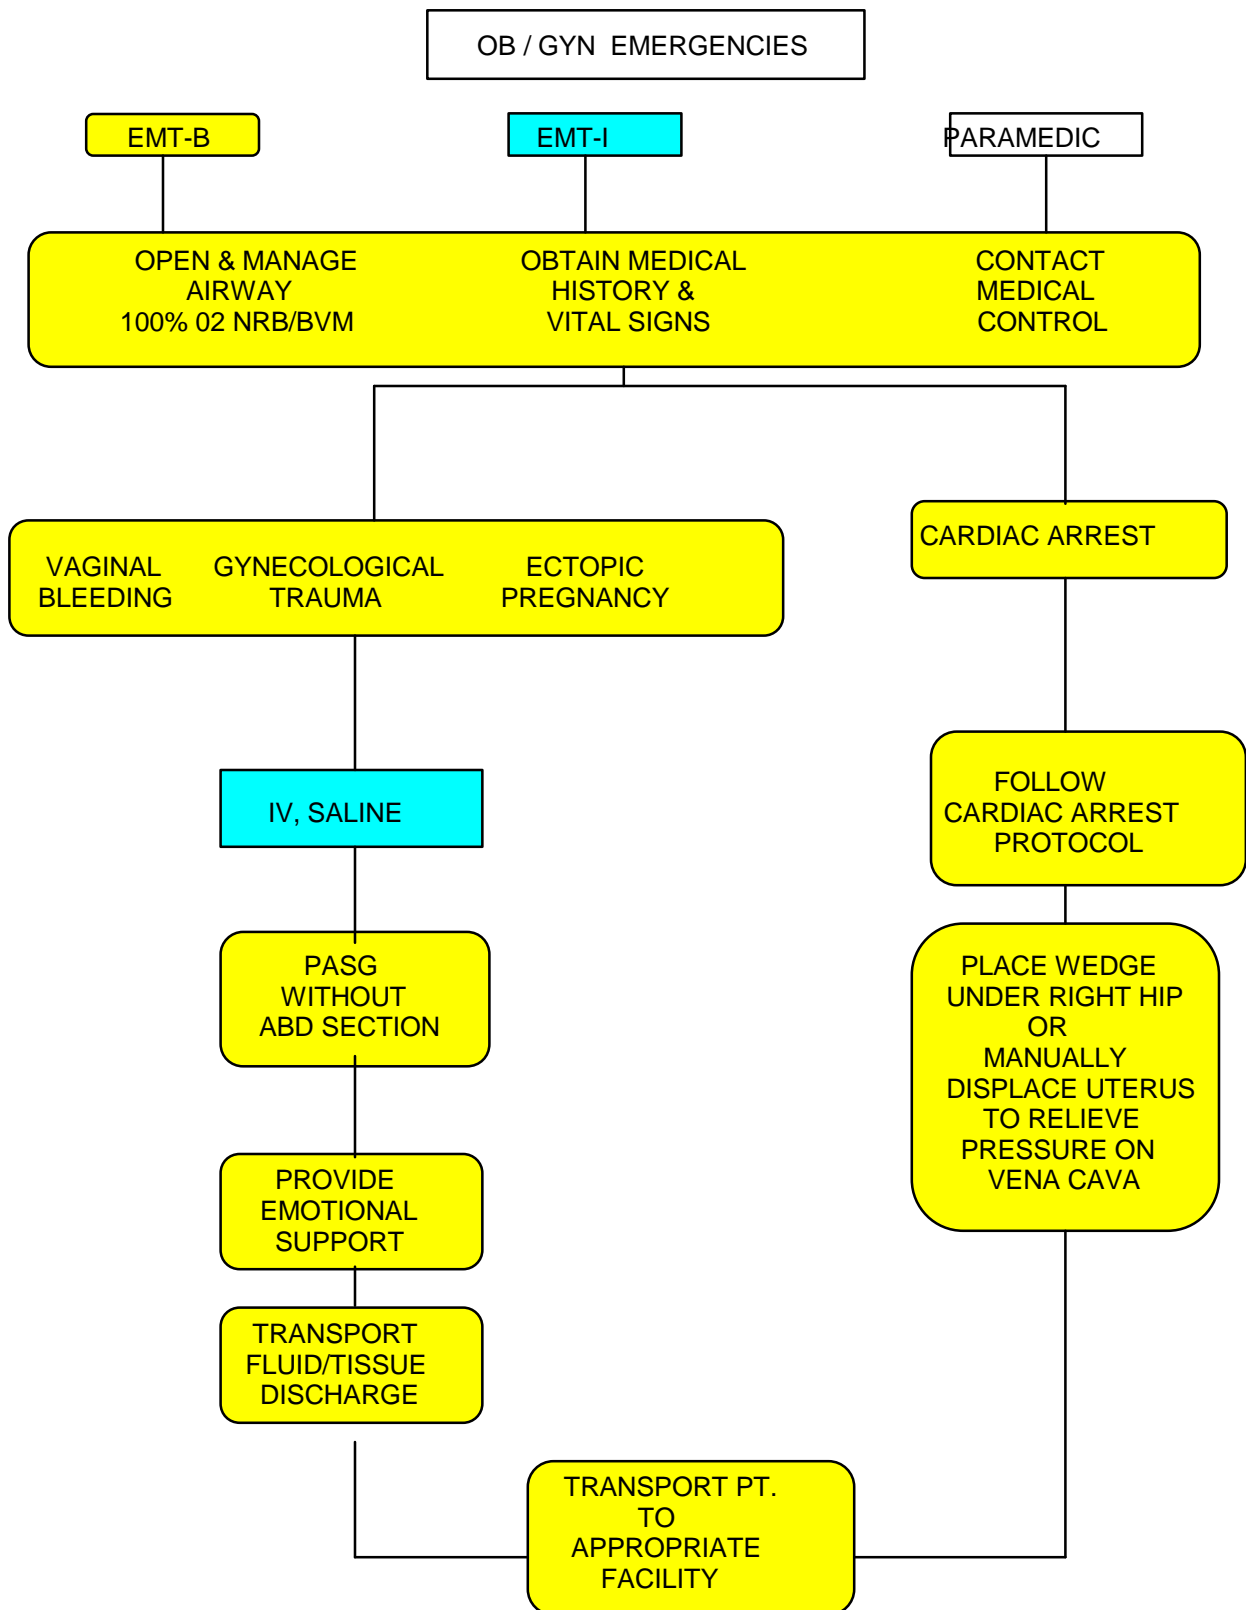 OB / GYN  EMERGENCIES
EMT-B
EMT-I
PARAMEDIC
OPEN & MANAGE
AIRWAY
100% 02 NRB/BVM
OBTAIN MEDICAL
HISTORY &
VITAL SIGNS
CONTACT
MEDICAL
CONTROL
VAGINAL
BLEEDING
GYNECOLOGICAL
TRAUMA
ECTOPIC
PREGNANCY
CARDIAC ARREST
IV, SALINE
FOLLOW
CARDIAC ARREST
PROTOCOL
PASG
WITHOUT
ABD SECTION
PLACE WEDGE
UNDER RIGHT HIP
OR
MANUALLY
DISPLACE UTERUS
TO RELIEVE
PRESSURE ON
VENA CAVA
PROVIDE
EMOTIONAL
SUPPORT
TRANSPORT
FLUID/TISSUE
DISCHARGE
TRANSPORT PT.
TO
APPROPRIATE
FACILITY